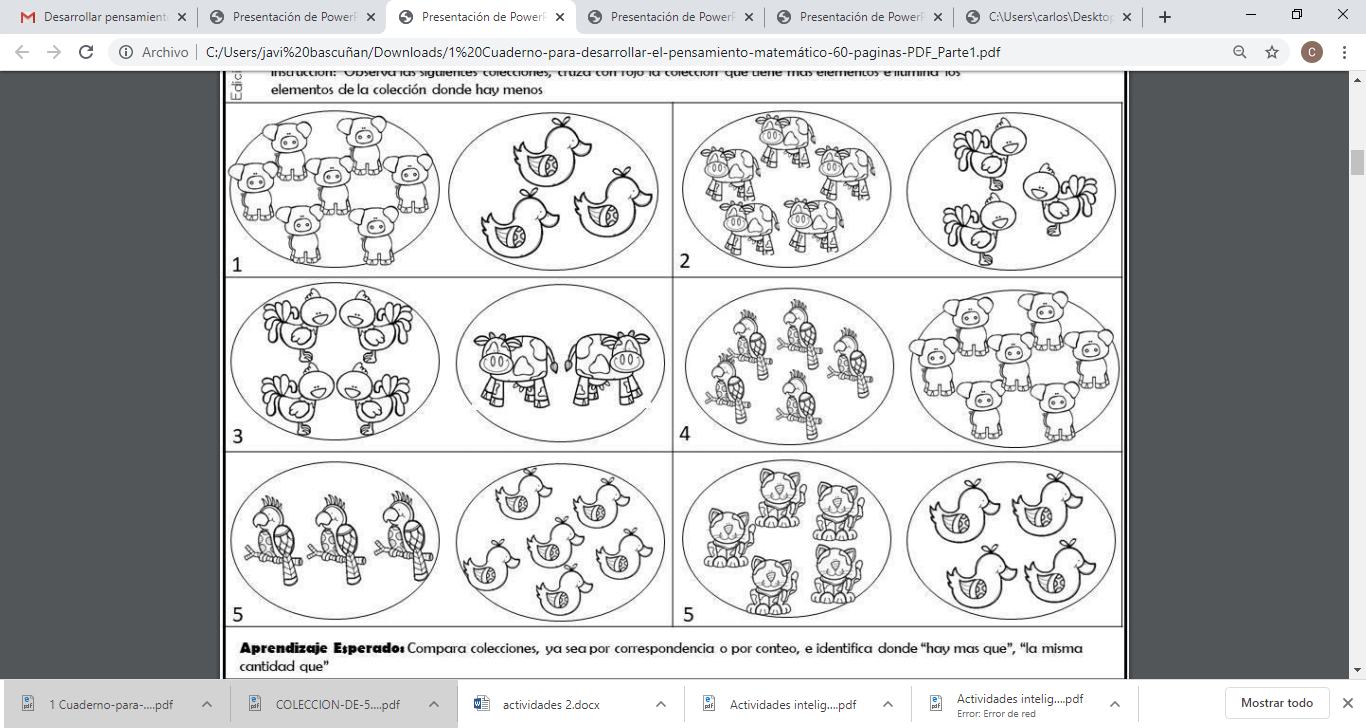 Desarrollar pensamient
Presentación de PowerP
Presentación de PowerP
Presentación de PowerP
Presentación de PowerP
C:\Users\carlos\Deskto
Archivo
C:/Users/javi%20bascuñan/Downloads/1%20Cuaderno-para-desarrollar-el-pensamiento-matemático-60-paginas-PDF_Parte1.pdf
C
Edici
Instrucción: Observa las siguientes colecciones, cruza con rojo la colección que tiene mas elementos e ilumina los
elementos de la colección donde hay menos
1
2
3
4
5
5
Aprendizaje Esperado: Compara colecciones, ya sea por correspondencia o por conteo, e identifica donde “hay mas que”, “la misma
cantidad que”
1 Cuaderno-para-....pdf
COLECCION-DE-5....pdf
actividades 2.docx
Actividades intelig....pdf
Actividades intelig....pdf
Error: Error de red
Mostrar todo